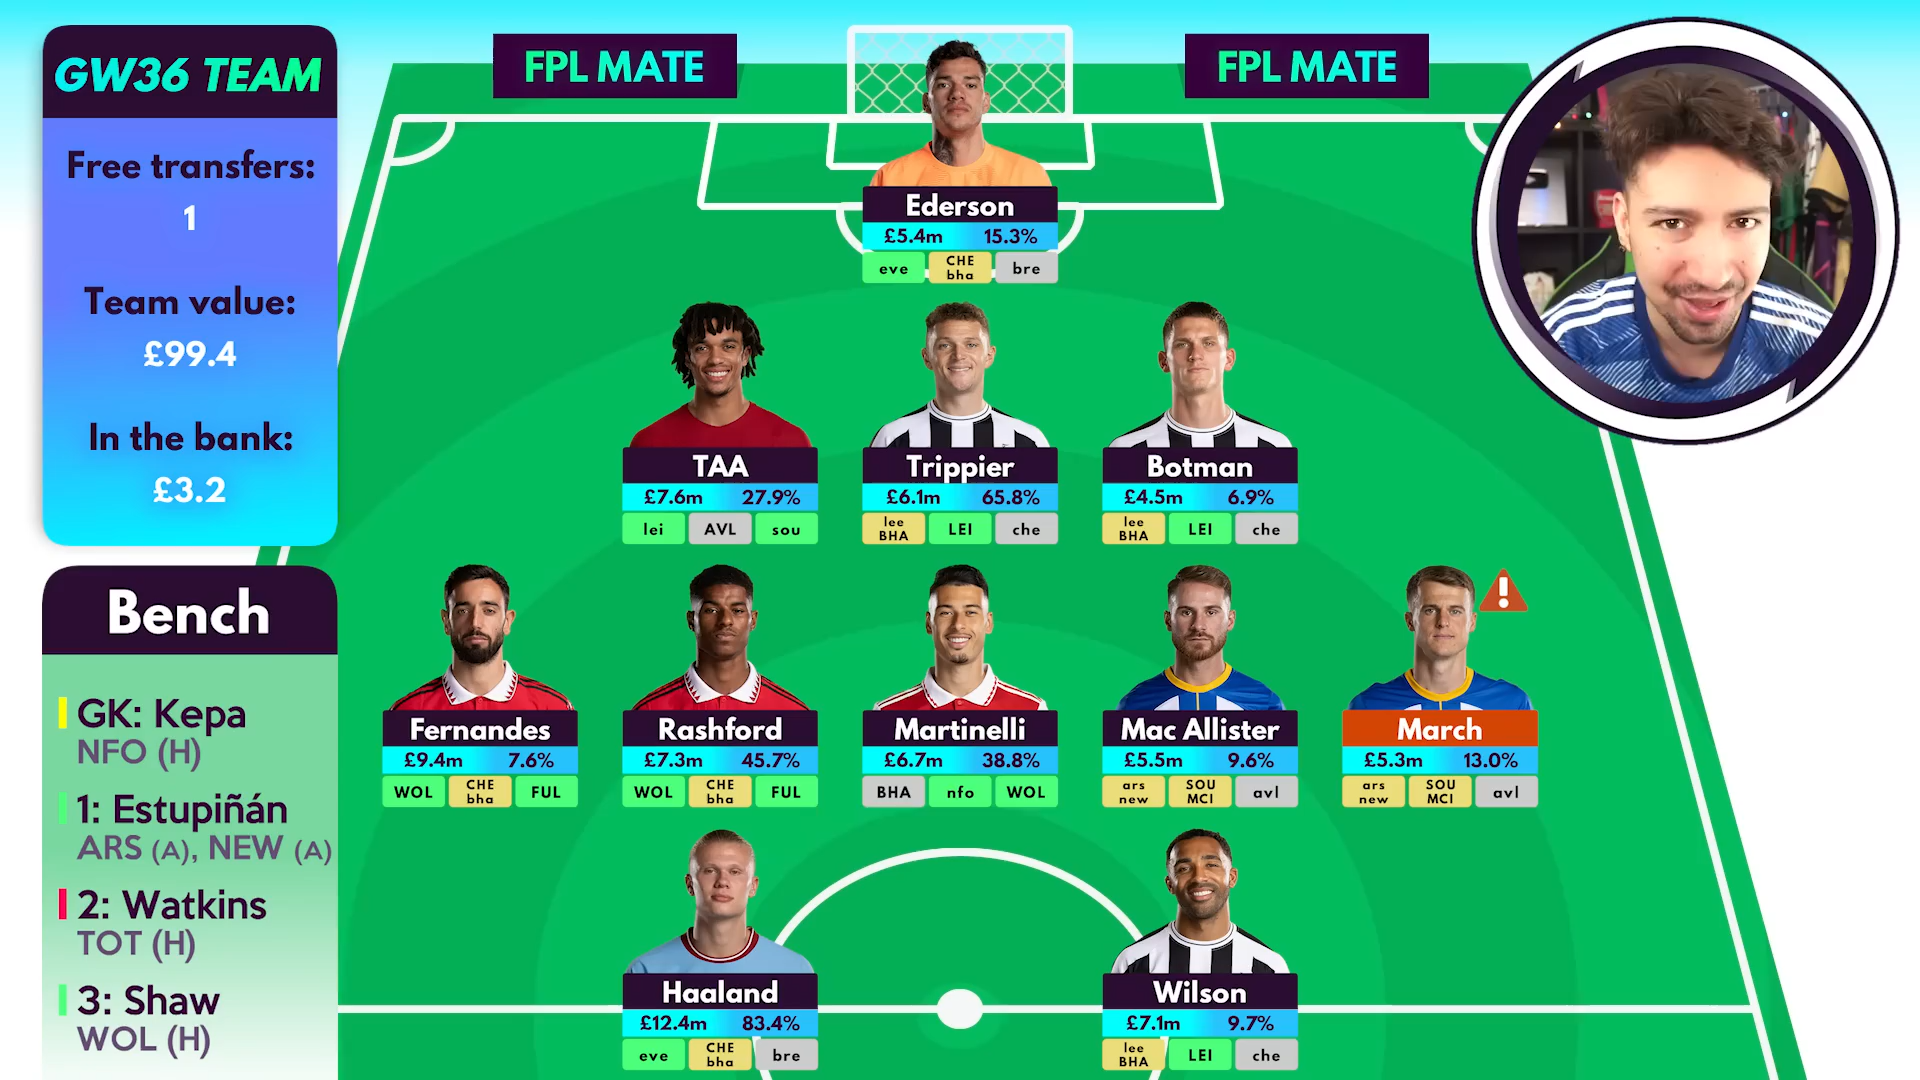 GW36 TEAM
Free transfers:
1
Team value:
£99.4
In the bank:
£3.2
FPL MATE
FPL MATE
Ederson
£5.4m 15.3%
eve CHE bha bre
TAA
£7.6m 27.9%
lei AVL sou
Trippier
£6.1m 65.8%
lee BHA LEI che
Botman
£4.5m 6.9%
lee BHA LEI che
Fernandes
£9.4m 7.6%
WOL CHE bha FUL
Rashford
£7.3m 45.7%
WOL CHE bha FUL
Martinelli
£6.7m 38.8%
BHA nfo WOL
Mac Allister
£5.5m 9.6%
ars new SOU MCI avl
!
March
£5.3m 13.0%
ars new SOU MCI avl
Haaland
£12.4m 83.4%
eve CHE bha bre
Wilson
£7.1m 9.7%
lee BHA LEI che
Bench
GK: Kepa
NFO (H)
1: Estupiñán
ARS (A), NEW (A)
2: Watkins
TOT (H)
3: Shaw
WOL (H)